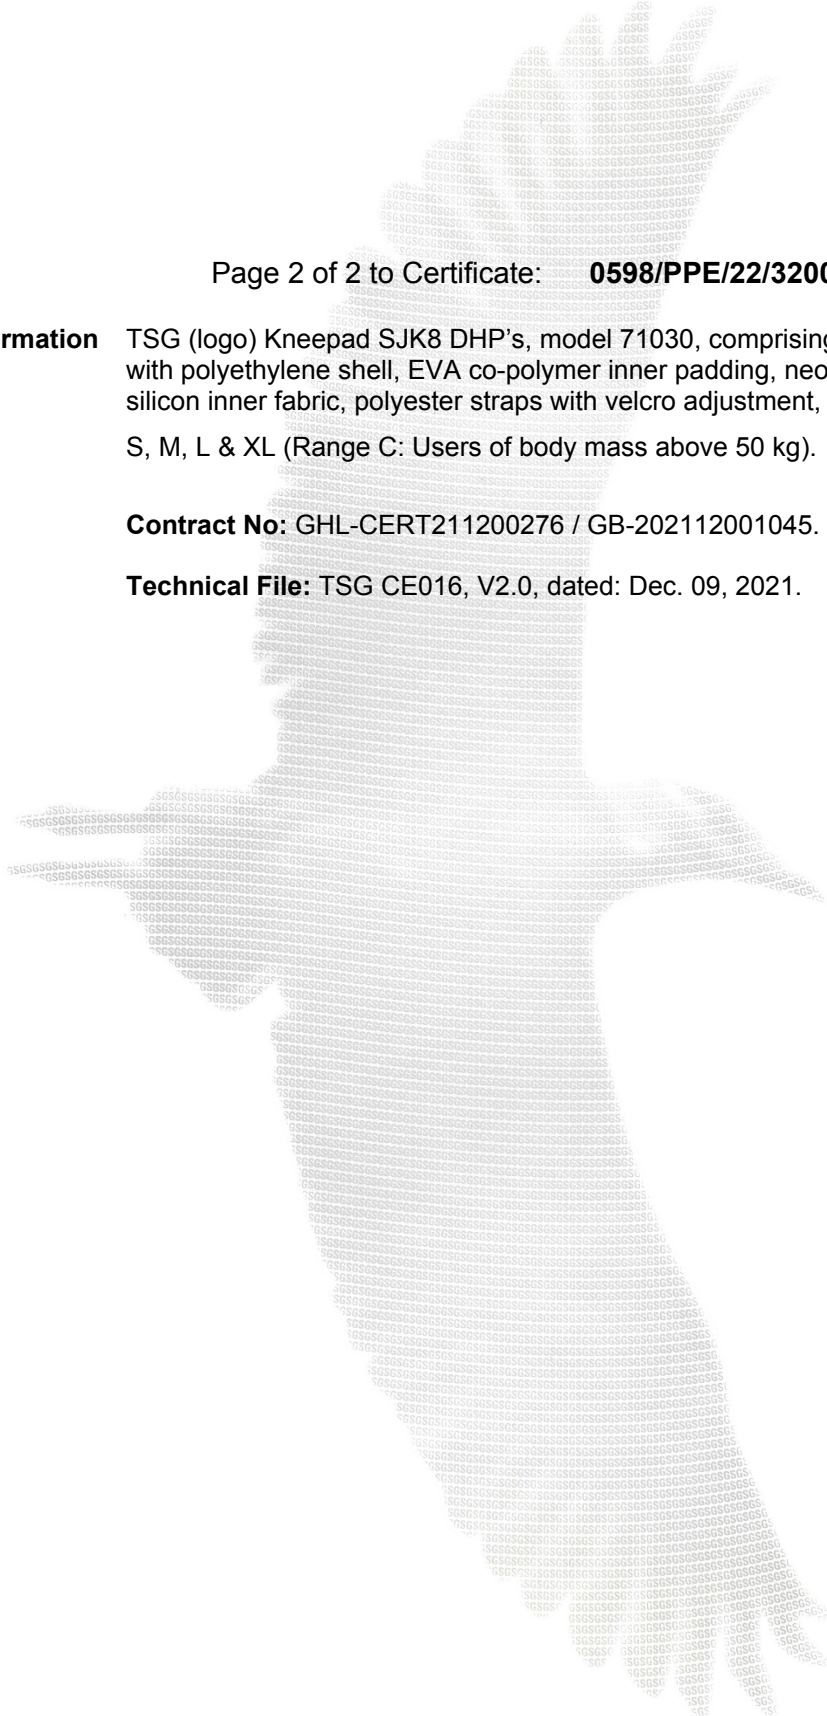 Page 2 of 2 to Certificate: 0598/PPE/22/3200
rmation TSG (logo) Kneepad SJK8 DHP's, model 71030, comprising
with polyethylene shell, EVA co-polymer inner padding, neo
silicon inner fabric, polyester straps with velcro adjustment,
S, M, L & XL (Range C: Users of body mass above 50 kg).
Contract No: GHL-CERT211200276 / GB-202112001045.
Technical File: TSG CE016, V2.0, dated: Dec. 09, 2021.